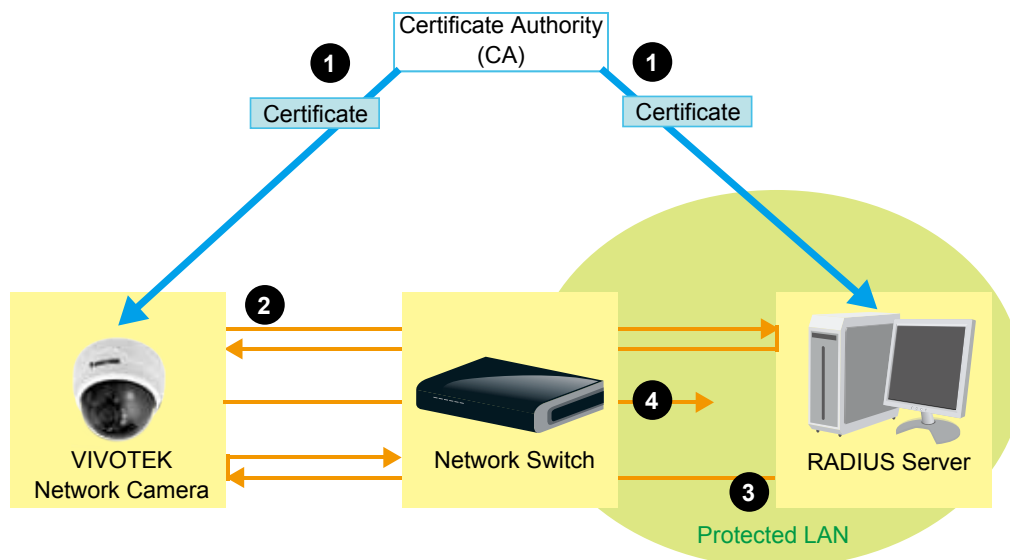 Certificate Authority
(CA)
1
1
Certificate
Certificate
2
4
VIVOTEK
Network Camera
Network Switch
RADIUS Server
3
Protected LAN